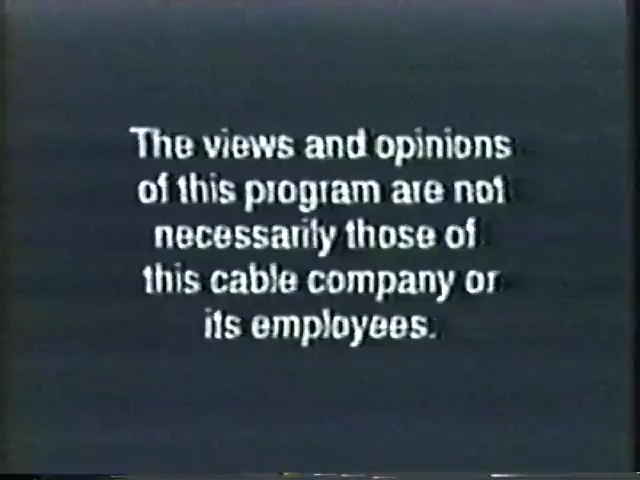 The views and opinions
of this program are not
necessarily those of
this cable company or
its employees.